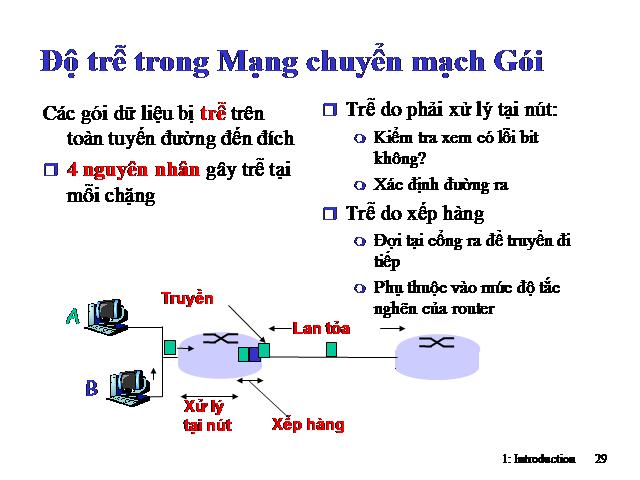 Độ trễ trong Mạng chuyển mạch Gói
Các gói dữ liệu bị trễ trên
toàn tuyến đường đến đích
4 nguyên nhân gây trễ tại
mỗi chặng
Trễ do phải xử lý tại nút:
Kiểm tra xem có lỗi bit
không?
Xác định đường ra
Trễ do xếp hàng
Đợi tại cổng ra để truyền đi
tiếp
Phụ thuộc vào mức độ tắc
nghẽn của router
A
Truyền
Lan tỏa
B
Xử lý
tại nút
Xếp hàng
1: Introduction 29